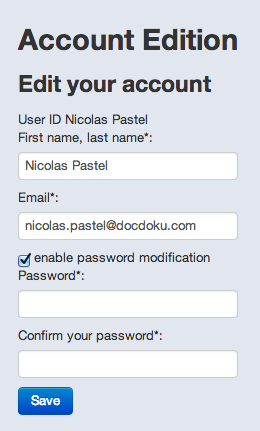 Account Edition
Edit your account
User ID Nicolas Pastel
First name, last name*:
Nicolas Pastel
Email*:
nicolas.pastel@docdoku.com
enable password modification
Password*:
Confirm your password*:
Save